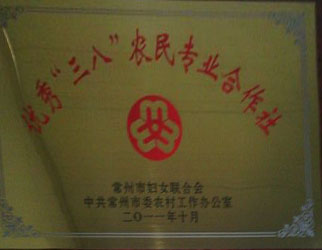 优秀“三八”农民专业合作社
常州市妇女联合会
中共常州市委农村工作办公室
二〇一一年十月